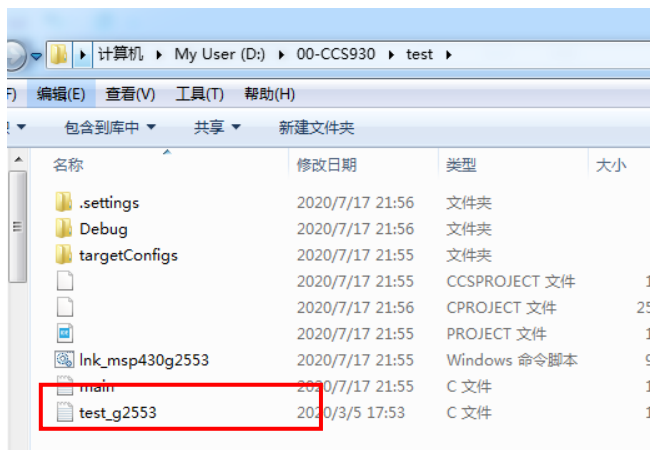 计算机 ▸ My User (D:) ▸ 00-CCS930 ▸ test ▸
F) 编辑(E) 查看(V) 工具(T) 帮助(H)
包含到库中 共享 新建文件夹
名称 修改日期 类型 大小
.settings 2020/7/17 21:56 文件夹
Debug 2020/7/17 21:56 文件夹
targetConfigs 2020/7/17 21:55 文件夹
2020/7/17 21:55 CCSPROJECT 文件 1
2020/7/17 21:56 CPROJECT 文件 25
2020/7/17 21:55 PROJECT 文件 1
lnk_msp430g2553 2020/7/17 21:55 Windows 命令脚本 9
main 2020/7/17 21:55 C 文件 1
test_g2553 2020/3/5 17:53 C 文件 1